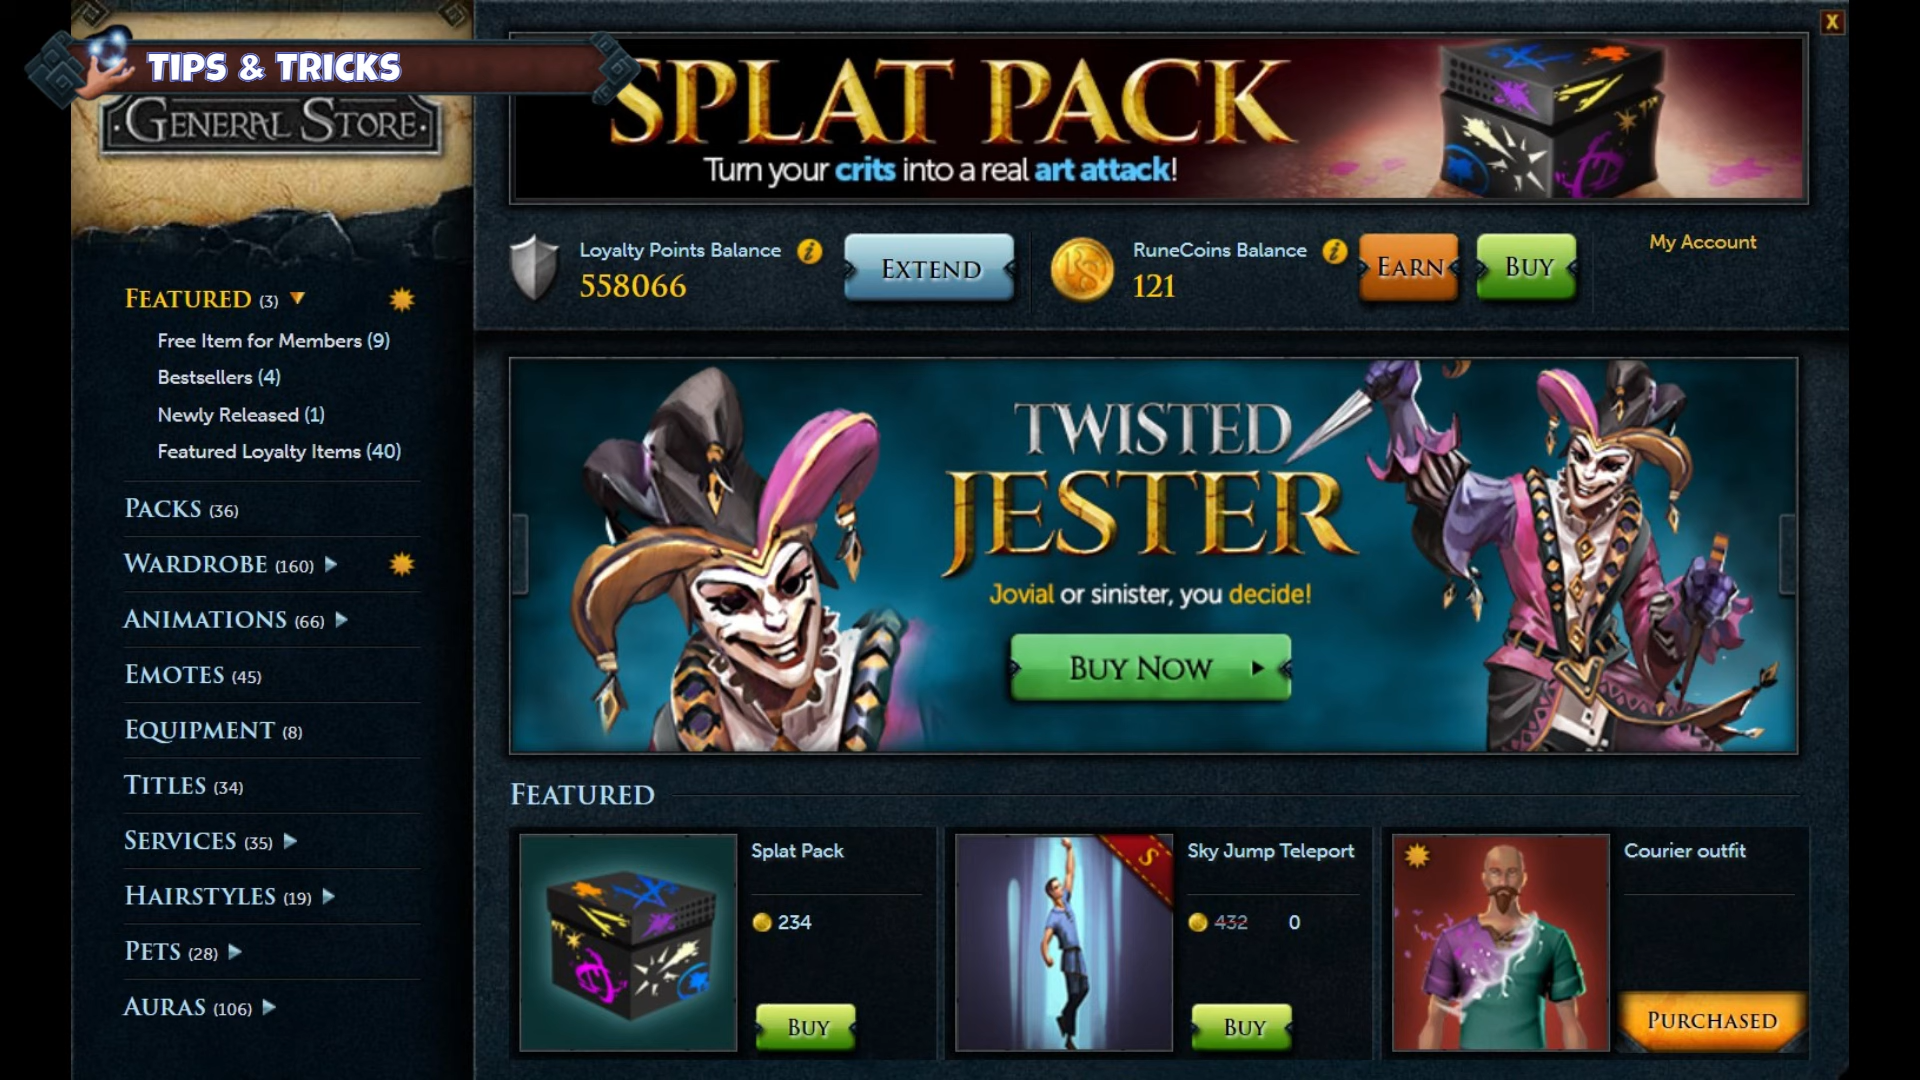 TIPS & TRICKS
GENERAL STORE
X
SPLAT PACK
Turn your crits into a real art attack!
Loyalty Points Balance
558066
EXTEND
RuneCoins Balance
121
EARN
BUY
My Account
FEATURED (3)
Free Item for Members (9)
Bestsellers (4)
Newly Released (1)
Featured Loyalty Items (40)
PACKS (36)
WARDROBE (160)
ANIMATIONS (66)
EMOTES (45)
EQUIPMENT (8)
TITLES (34)
SERVICES (35)
HAIRSTYLES (19)
PETS (28)
AURAS (106)
TWISTED
JESTER
Jovial or sinister, you decide!
BUY NOW
FEATURED
Splat Pack
234
BUY
S
Sky Jump Teleport
432 0
BUY
Courier outfit
PURCHASED